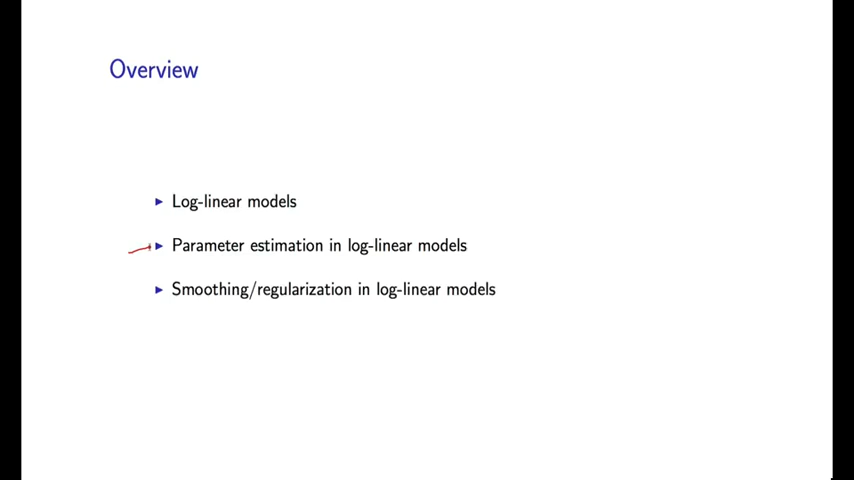 Overview
Log-linear models
Parameter estimation in log-linear models
Smoothing/regularization in log-linear models